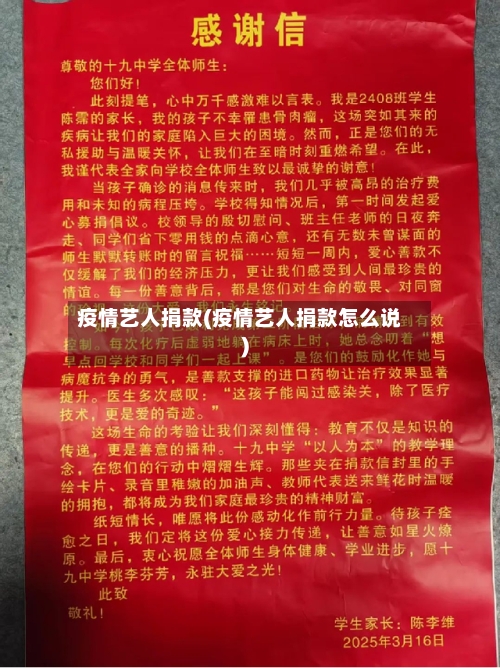 感谢信
尊敬的十九中学全体师生：
您们好！
此刻提笔，心中万千感激难以言表。我是2408班学生
陈霈的家长，我的孩子不幸罹患骨肉瘤，这场突如其来的
疾病让我们的家庭陷入巨大的困境。然而，正是您们的无
私援助与温暖关怀，让我们在至暗时刻重燃希望。在此，
我谨代表全家向学校全体师生致以最诚挚的谢意！
当孩子确诊的消息传来时，我们几乎被高昂的治疗费
用和未知的病程压垮。学校得知情况后，第一时间发起爱
心募捐倡议。校领导的殷切慰问、班主任老师的日夜奔
走、同学们省下零用钱的点滴心意，还有无数未曾谋面的
师生默默转账时的留言祝福……短短一周内，爱心善款不
仅缓解了我们的经济压力，更让我们感受到人间最珍贵的
情谊。每一份善意背后，都是您们对生命的敬畏、对同窗
疫情艺人捐款(疫情艺人捐款怎么说
)
到有效
控制。每次化疗后虚弱地躺在病床上时，她总念叨着“想
早点回学校和同学们一起上课”。是您们的鼓励化作她与
病魔抗争的勇气，是善款支撑的进口药物让治疗效果显著
提升。医生多次感叹：“这孩子能闯过感染关，除了医疗
技术，更是爱的奇迹。”
这场生命的考验让我们深刻懂得：教育不仅是知识的
传递，更是善意的播种。十九中学“以人为本”的教学理
念，在您们的行动中熠熠生辉。那些夹在捐款信封里的手
绘卡片、录音里稚嫩的加油声、教师代表送来鲜花时温暖
的拥抱，都将成为我们家庭最珍贵的精神财富。
纸短情长，唯愿将此份感动化作前行力量。待孩子痊
愈之日，我们定将这份爱心接力传递，让善意如星火燎
原。最后，衷心祝愿全体师生身体健康、学业进步，愿十
九中学桃李芬芳，永驻大爱之光！
此致
敬礼！
学生家长：陈李维
2025年3月16日